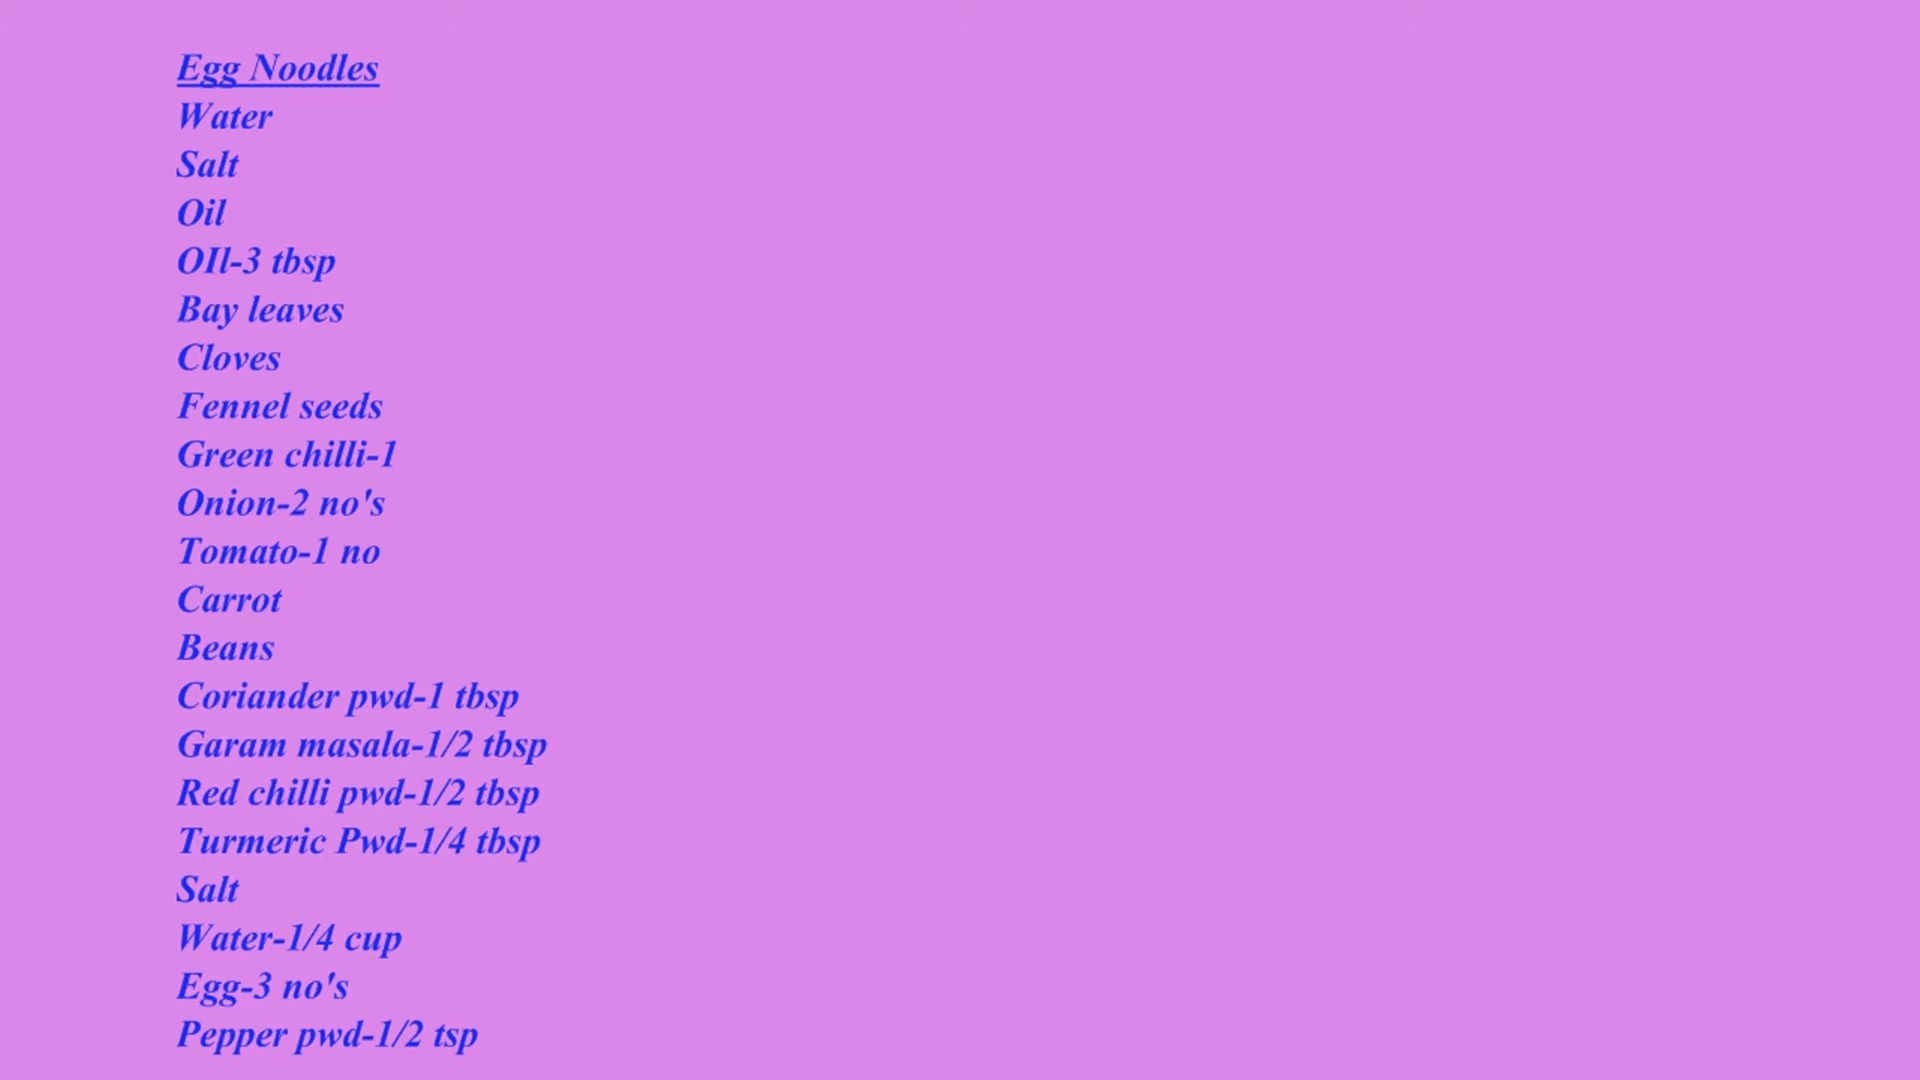 Egg Noodles
Water
Salt
Oil
OIl-3 tbsp
Bay leaves
Cloves
Fennel seeds
Green chilli-1
Onion-2 no's
Tomato-1 no
Carrot
Beans
Coriander pwd-1 tbsp
Garam masala-1/2 tbsp
Red chilli pwd-1/2 tbsp
Turmeric Pwd-1/4 tbsp
Salt
Water-1/4 cup
Egg-3 no's
Pepper pwd-1/2 tsp